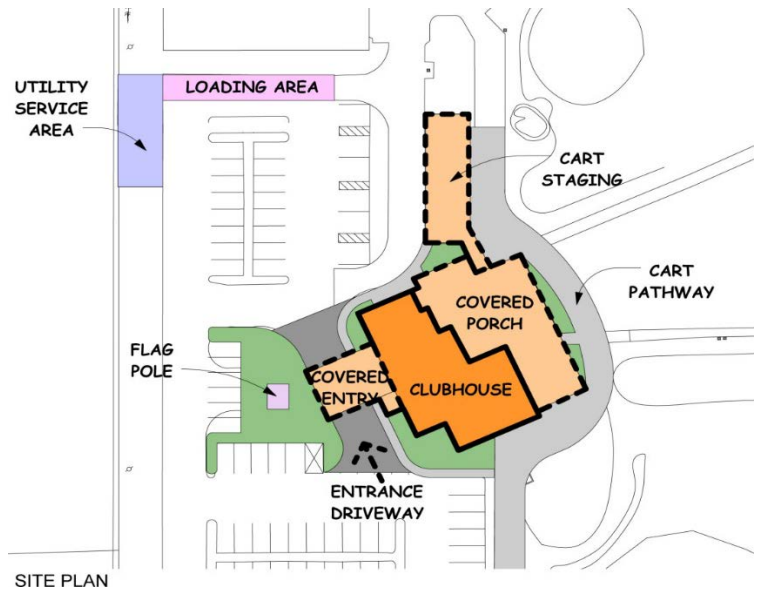 UTILITY
SERVICE
AREA
LOADING AREA
CART
STAGING
CART
PATHWAY
COVERED
PORCH
FLAG
POLE
COVERED
ENTRY
CLUBHOUSE
ENTRANCE
DRIVEWAY
SITE PLAN